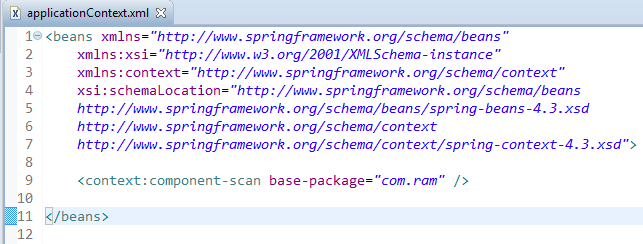 applicationContext.xml
1 <beans xmlns="http://www.springframework.org/schema/beans"
2 xmlns:xsi="http://www.w3.org/2001/XMLSchema-instance"
3 xmlns:context="http://www.springframework.org/schema/context"
4 xsi:schemaLocation="http://www.springframework.org/schema/beans
5 http://www.springframework.org/schema/beans/spring-beans-4.3.xsd
6 http://www.springframework.org/schema/context
7 http://www.springframework.org/schema/context/spring-context-4.3.xsd">
8
9 <context:component-scan base-package="com.ram" />
10
11 </beans>